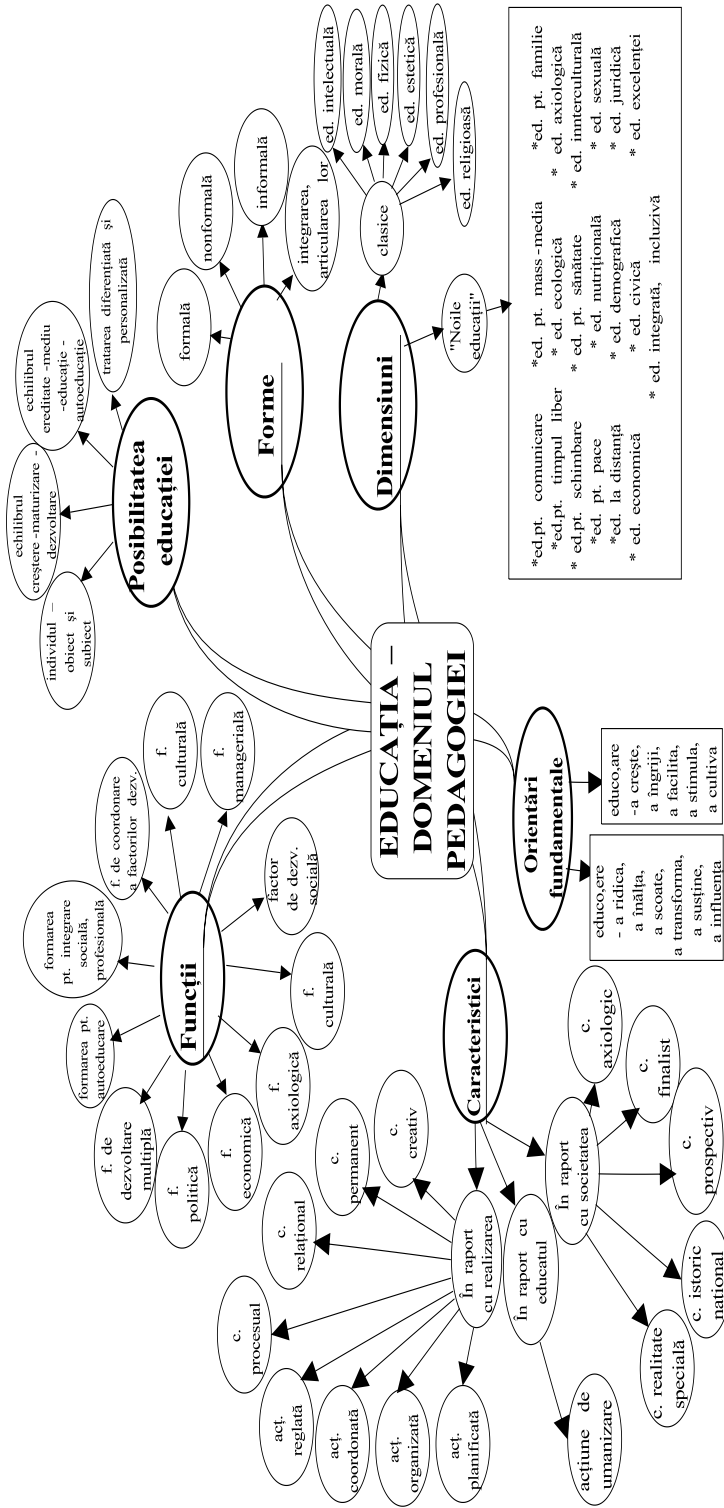 EDUCAȚIA –
DOMENIUL
PEDAGOGIEI
Funcții
f. de
dezvoltare
multiplă
formarea pt.
autoeducare
formarea
pt. integrare
socială,
profesională
f. de coordonare
a factorilor dezv.
f.
culturală
f.
managerială
factor
de dezv.
socială
f.
culturală
f.
axiologică
f.
economică
f.
politică
Posibilitatea
educației
individul –
obiect și
subiect
echilibrul
creștere-maturizare -
dezvoltare
echilibrul
ereditate -mediu
-educație -
autoeducație
tratarea diferențiată și
personalizată
Forme
formală
nonformală
informală
integrarea,
articularea lor
Dimensiuni
clasice
ed. intelectuală
ed. morală
ed. fizică
ed. estetică
ed. profesională
ed. religioasă
"Noile
educații"
*ed.pt. comunicare *ed. pt. mass-media *ed. pt. familie
*ed.pt. timpul liber * ed. ecologică * ed. axiologică
* ed.pt. schimbare * ed. pt. sănătate * ed. innterculturală
*ed. pt. pace * ed. nutrițională * ed. sexuală
*ed. la distanță * ed. demografică * ed. juridică
* ed. economică * ed. civică * ed. excelenței
* ed. integrată, incluzivă
Orientări
fundamentale
educo,ere
- a ridica,
a înălța,
a scoate,
a transforma,
a susține,
a influența
educo,are
-a crește,
a îngriji,
a facilita,
a stimula,
a cultiva
Caracteristici
În raport
cu realizarea
acț.
planificată
acț.
organizată
acț.
coordonată
acț.
reglată
c.
procesual
c.
relațional
c.
permanent
c.
creativ
În raport cu
educatul
acțiune de
umanizare
În raport
cu societatea
c. realitate
specială
c. istoric
national
c.
prospectiv
c.
finalist
c.
axiologic